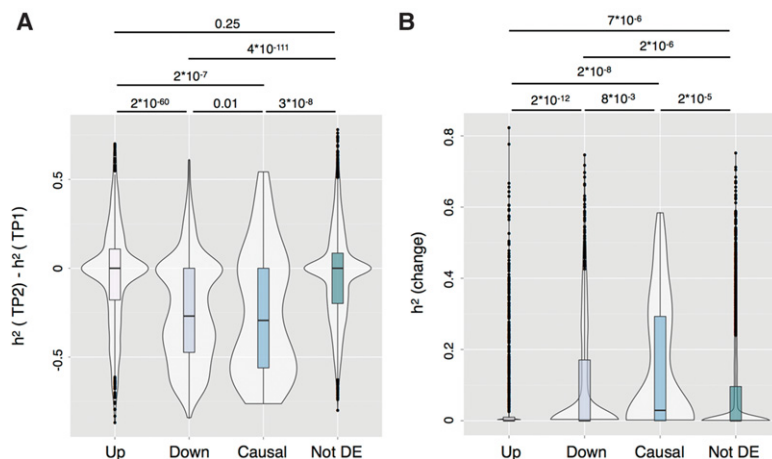 A
0.25
4*10-111
2*10-7
2*10-60 0.01 3*10-8
h² (TP2) - h² (TP1)
0.5
0
-0.5
Up Down Causal Not DE
B
7*10-6
2*10-6
2*10-8
2*10-12 8*10-3 2*10-5
h² (change)
0.8
0.6
0.4
0.2
0
Up Down Causal Not DE